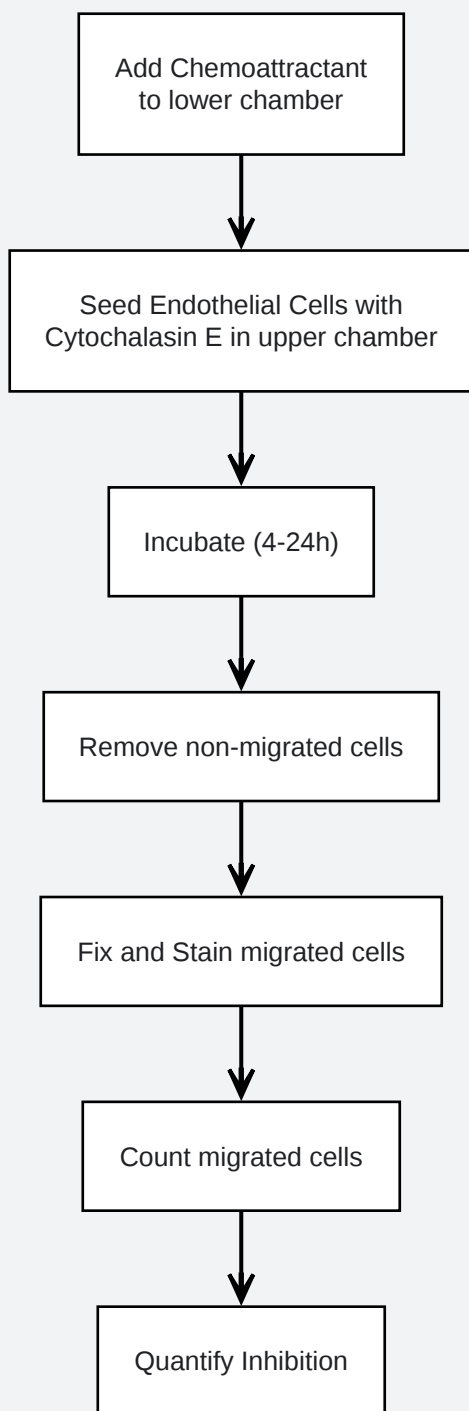 Add Chemoattractant
to lower chamber
Seed Endothelial Cells with
Cytochalasin E in upper chamber
Incubate (4-24h)
Remove non-migrated cells
Fix and Stain migrated cells
Count migrated cells
Quantify Inhibition